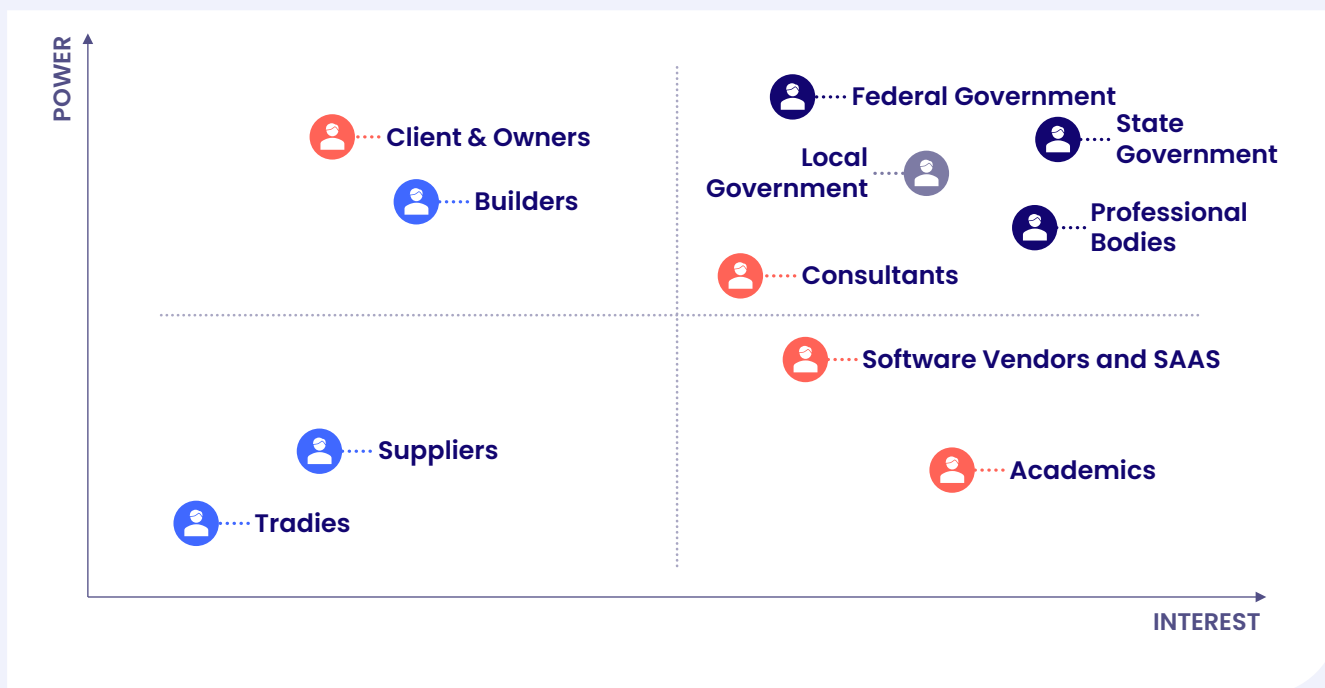 POWER
Federal Government
State
Government
Client & Owners
Local
Government
Builders
Professional
Bodies
Consultants
Software Vendors and SAAS
Suppliers
Academics
Tradies
INTEREST